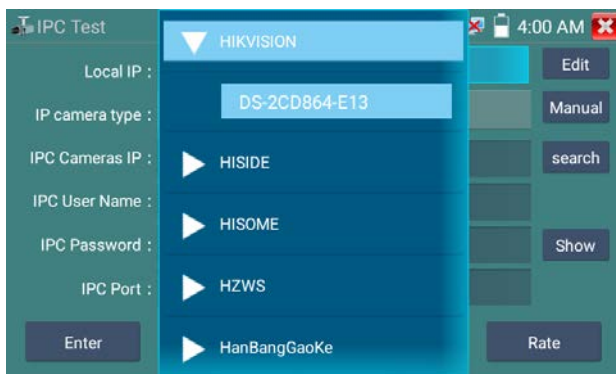 IPC Test
4:00 AM
HIKVISION
Local IP :
Edit
DS-2CD864-E13
IP camera type :
Manual
IPC Cameras IP :
HISIDE
search
IPC User Name :
HISOME
IPC Password :
Show
IPC Port :
HZWS
Enter
HanBangGaoKe
Rate